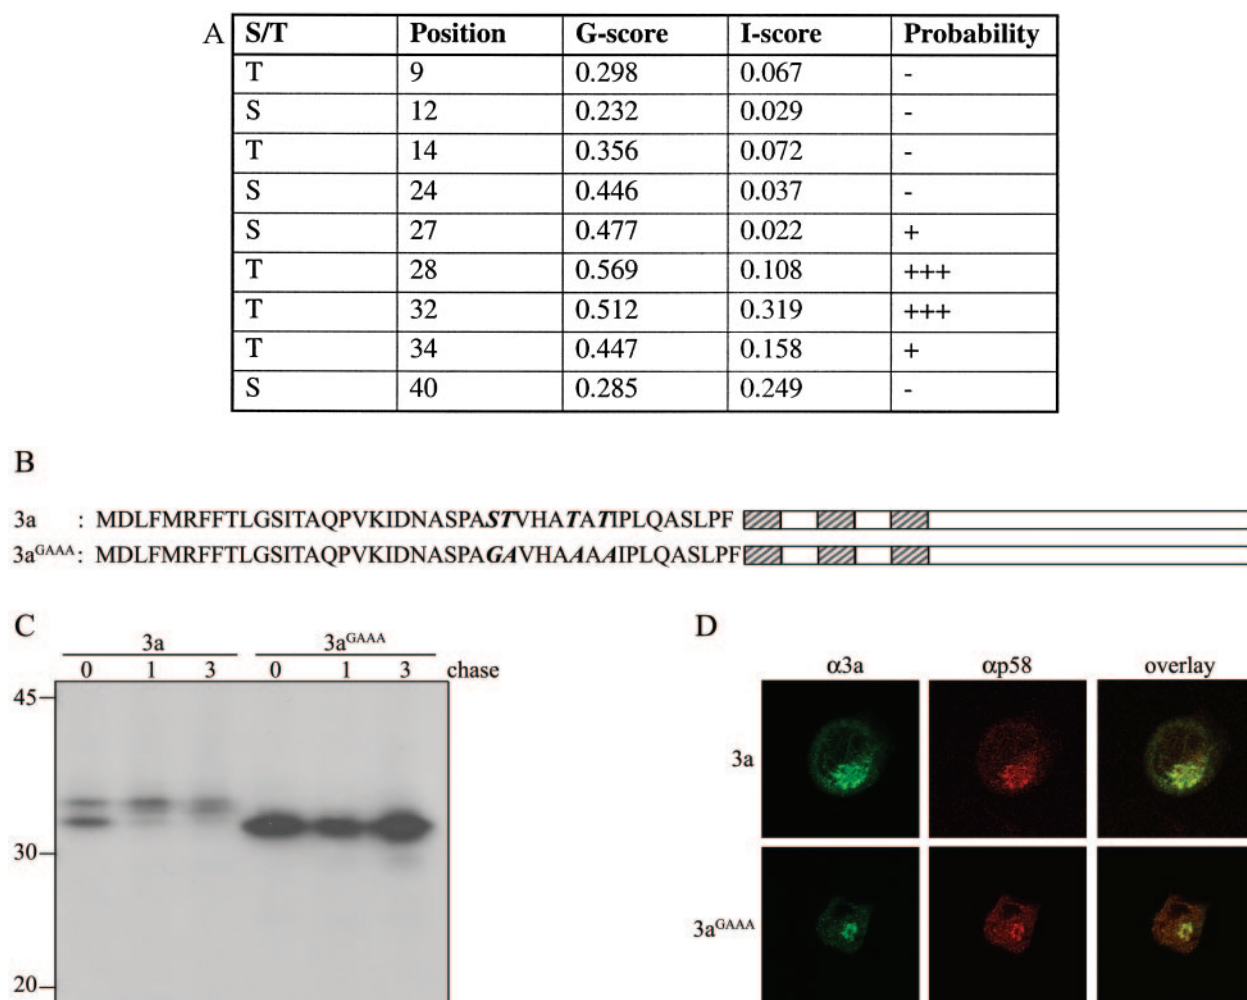 A
S/T Position G-score I-score Probability
T 9 0.298 0.067 -
S 12 0.232 0.029 -
T 14 0.356 0.072 -
S 24 0.446 0.037 -
S 27 0.477 0.022 +
T 28 0.569 0.108 +++
T 32 0.512 0.319 +++
T 34 0.447 0.158 +
S 40 0.285 0.249 -
B
3a : MDLFMRFFTLGSITAQPVKIDNASPASTVHATATIPLQASLPF
3aGAAA : MDLFMRFFTLGSITAQPVKIDNASPAGAVHAAAAIPLQASLPF
C
3a 3aGAAA
0 1 3 0 1 3 chase
45
30
20
D
α3a αp58 overlay
3a
3aGAAA